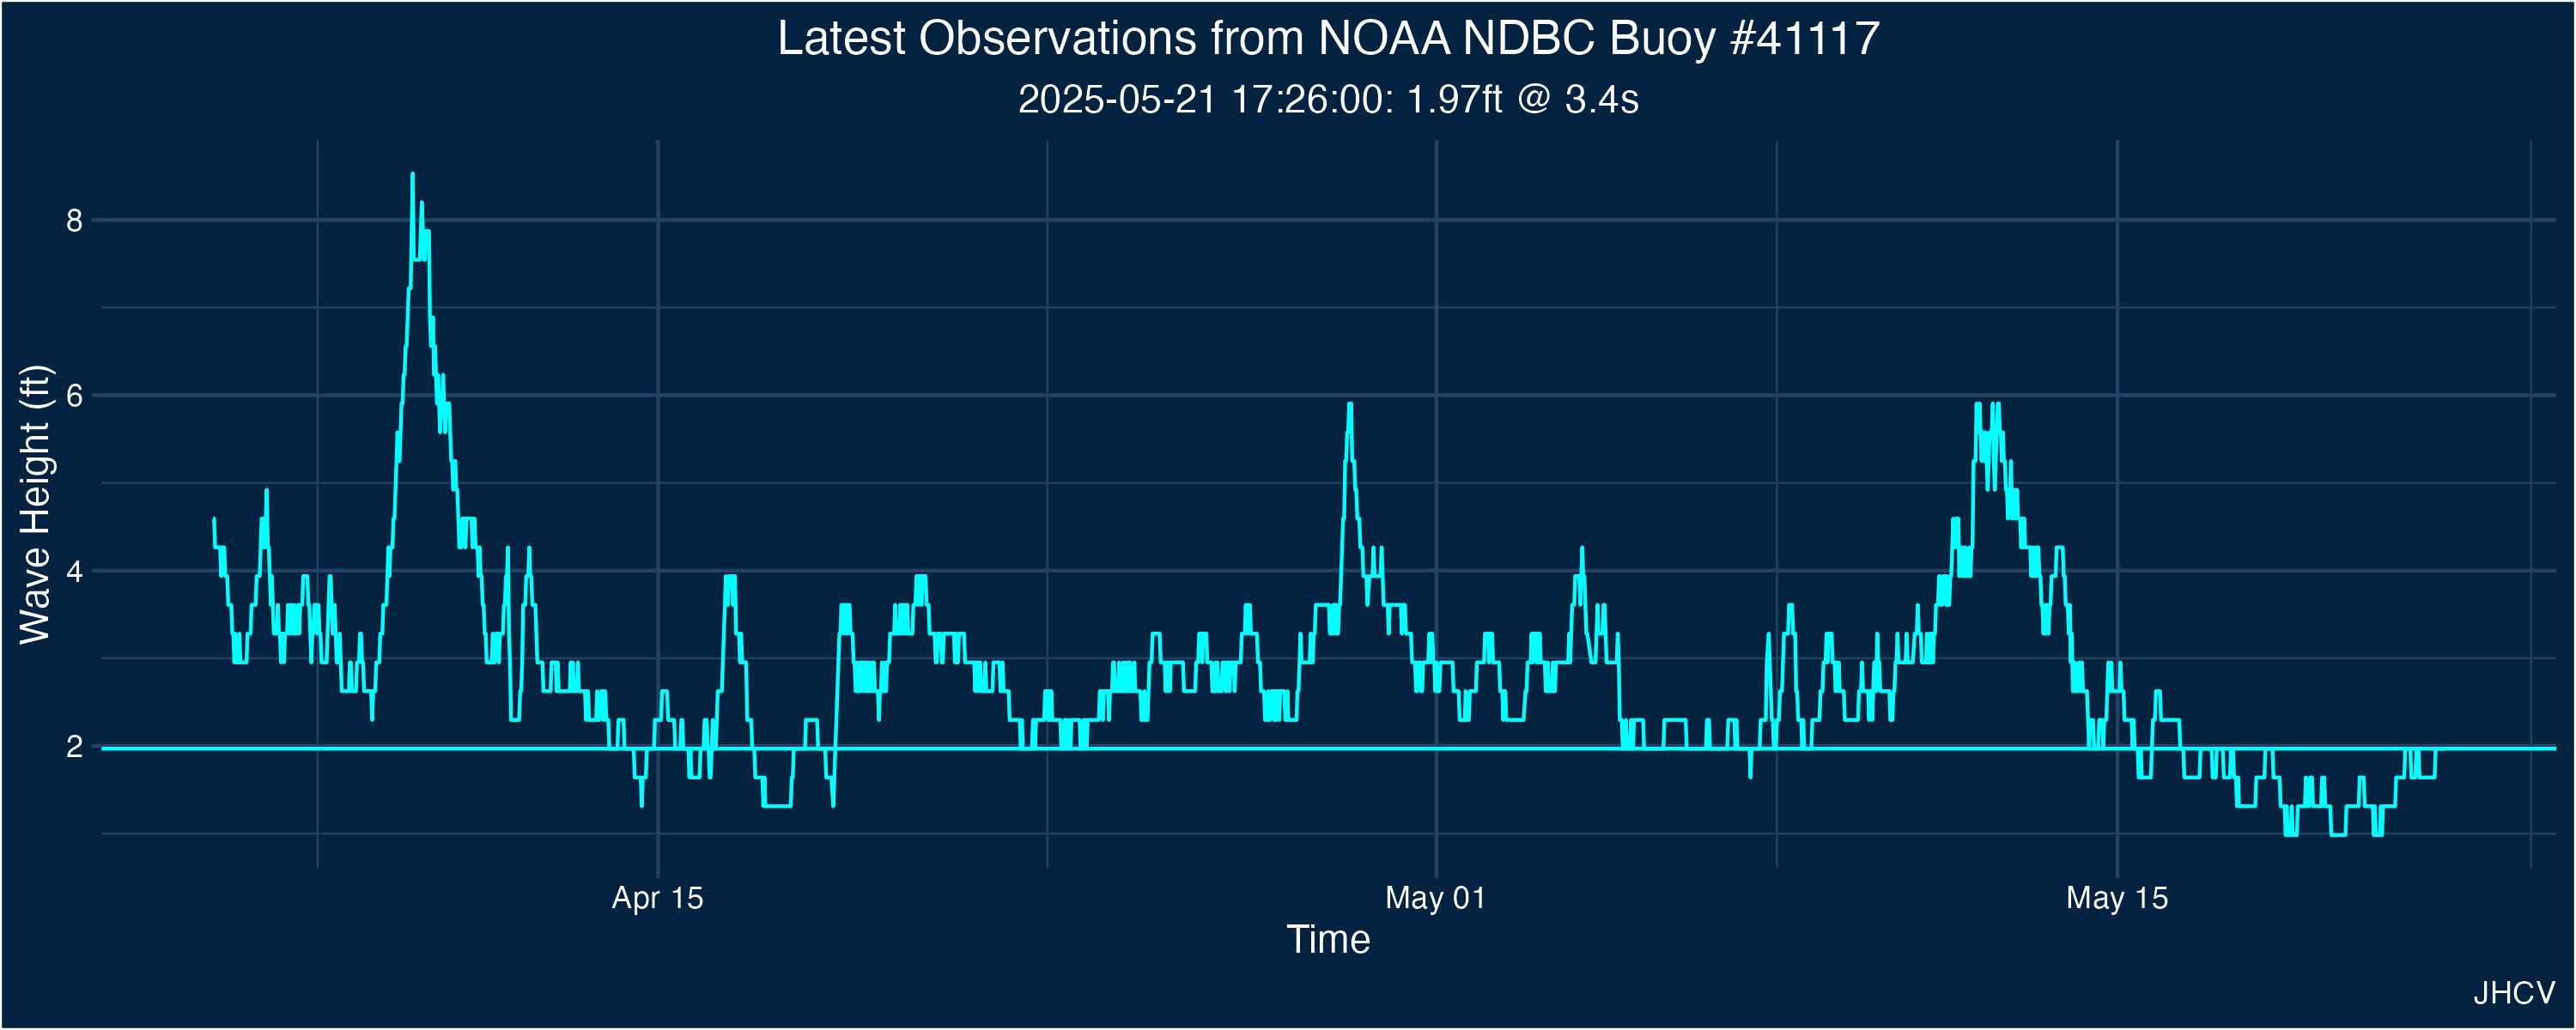 Latest Observations from NOAA NDBC Buoy #41117
2025-05-21 17:26:00: 1.97ft @ 3.4s
Wave Height (ft)
8
6
4
2
Apr 15
May 01
May 15
Time
JHCV